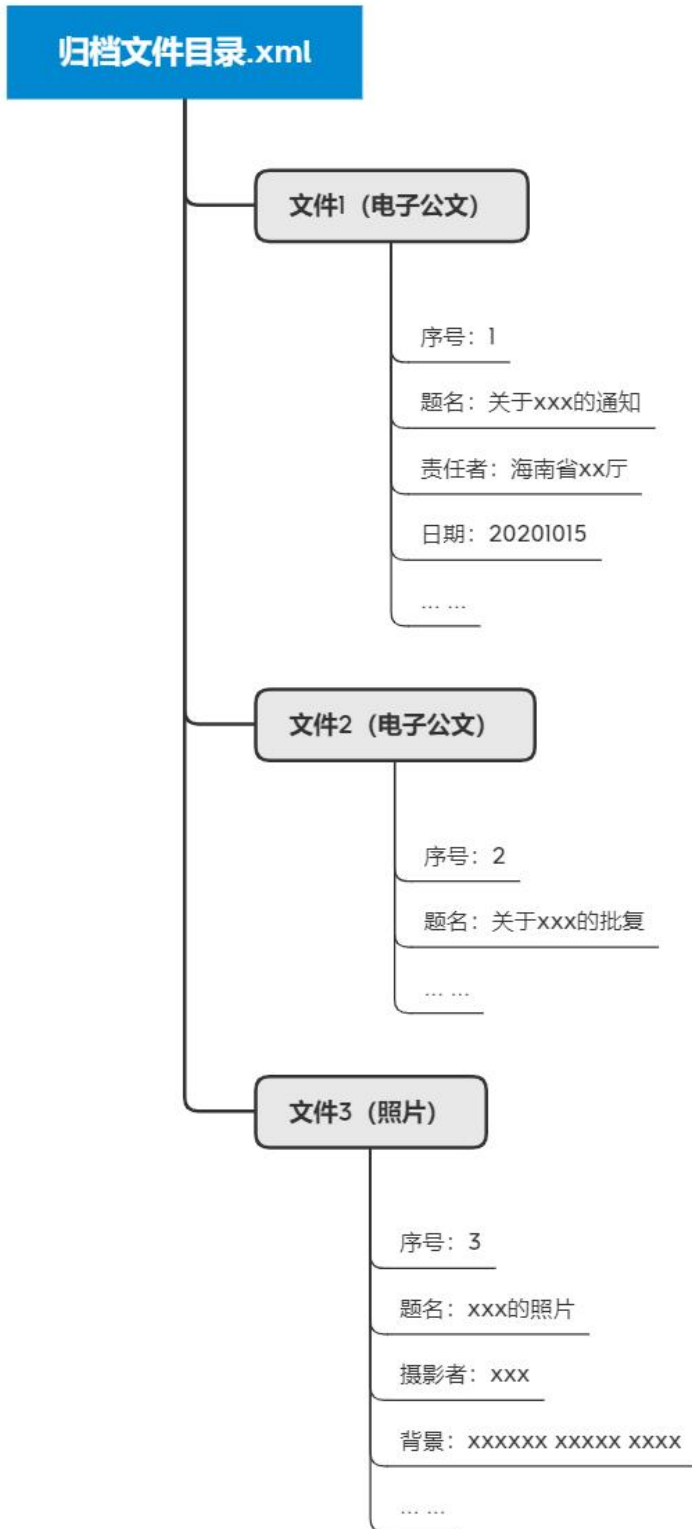 归档文件目录.xml
文件1（电子公文）
序号：1
题名：关于xxx的通知
责任者：海南省xx厅
日期：20201015
... ...
文件2（电子公文）
序号：2
题名：关于xxx的批复
... ...
文件3（照片）
序号：3
题名：xxx的照片
摄影者：xxx
背景：xxxxxx xxxxx xxxx
... ...